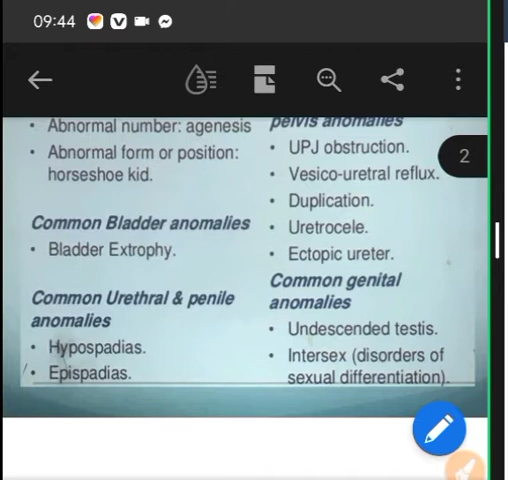 09:44
2
Abnormal number: agenesis
Abnormal form or position:
horseshoe kid.
Common Bladder anomalies
Bladder Extrophy.
Common Urethral & penile
anomalies
Hypospadias.
Epispadias.
pelvis anomalies
UPJ obstruction.
Vesico-uretral reflux.
Duplication.
Uretrocele.
Ectopic ureter.
Common genital
anomalies
Undescended testis.
Intersex (disorders of
sexual differentiation).